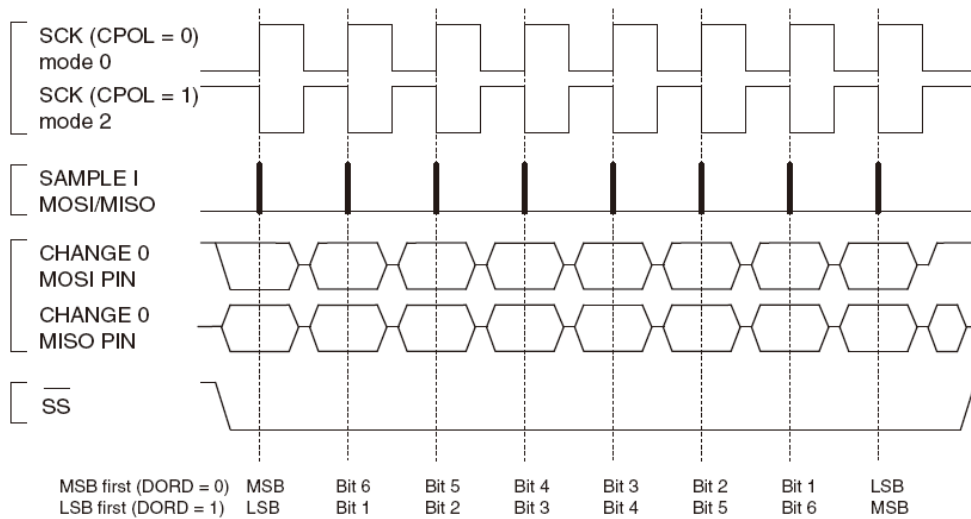 SCK (CPOL = 0)
mode 0
SCK (CPOL = 1)
mode 2
SAMPLE I
MOSI/MISO
CHANGE 0
MOSI PIN
CHANGE 0
MISO PIN
SS
MSB first (DORD = 0) MSB Bit 6 Bit 5 Bit 4 Bit 3 Bit 2 Bit 1 LSB
LSB first (DORD = 1) LSB Bit 1 Bit 2 Bit 3 Bit 4 Bit 5 Bit 6 MSB